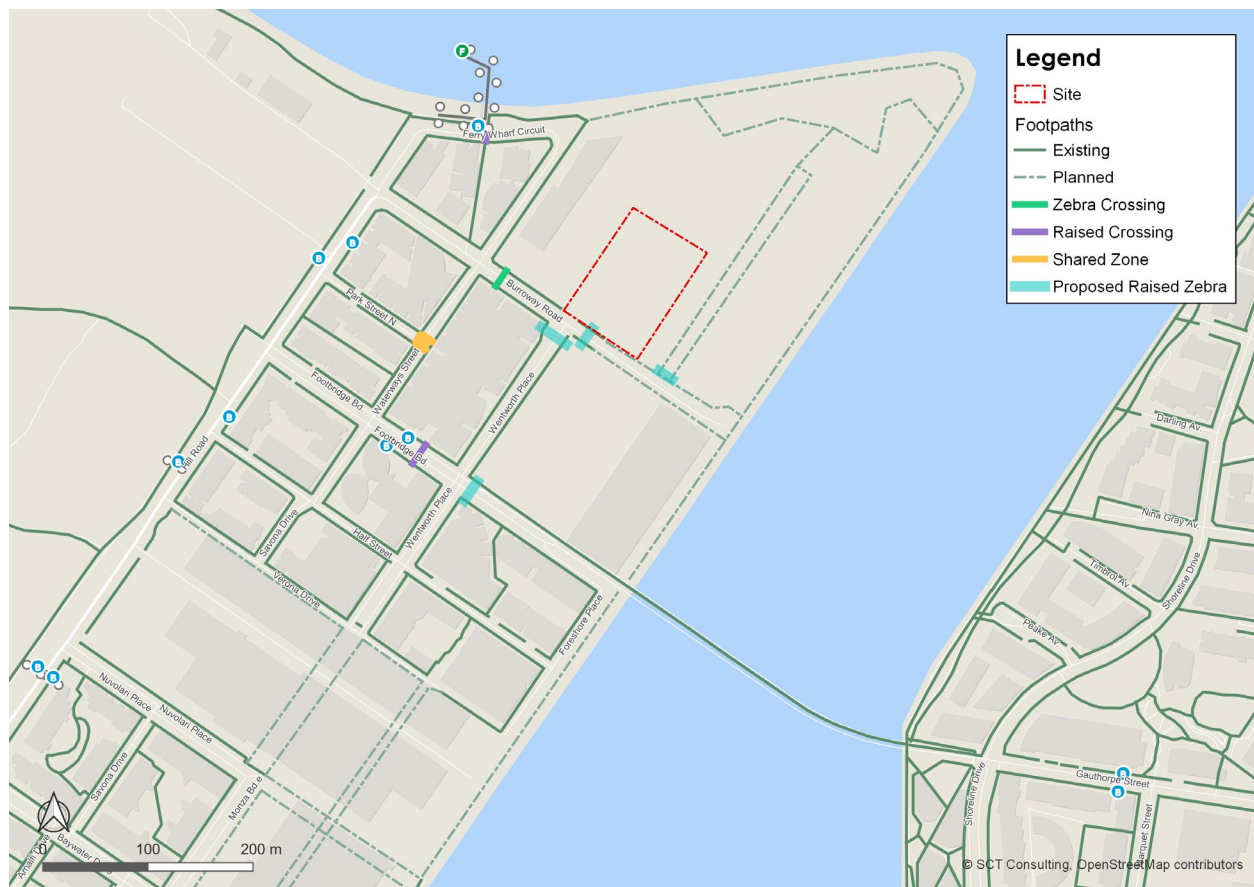 Legend
Site
Footpaths
Existing
Planned
Zebra Crossing
Raised Crossing
Shared Zone
Proposed Raised Zebra
F
B
Ferry Wharf Circuit
B
B
Burroway Road
Park Street N
Waterways Street
Footbridge Bd.
Wentworth Place
B
B
B
Footbridge Bd.
Hill Road
B
Wentworth Place
Savona Drive
Half Street
Verona Drive
Foreshore Place
Darling Av.
Nina Gray Av.
Timbrol Av.
Shoreline Drive
Peake Av.
B
B
Nuvolari Place
Nuvolari Place
Savona Drive
Monza Bd
Shoreline Drive
B
Gauthorpe Street
B
Baywater
Amalfi Drive
0
100
200 m
© SCT Consulting, OpenStreetMap contributors